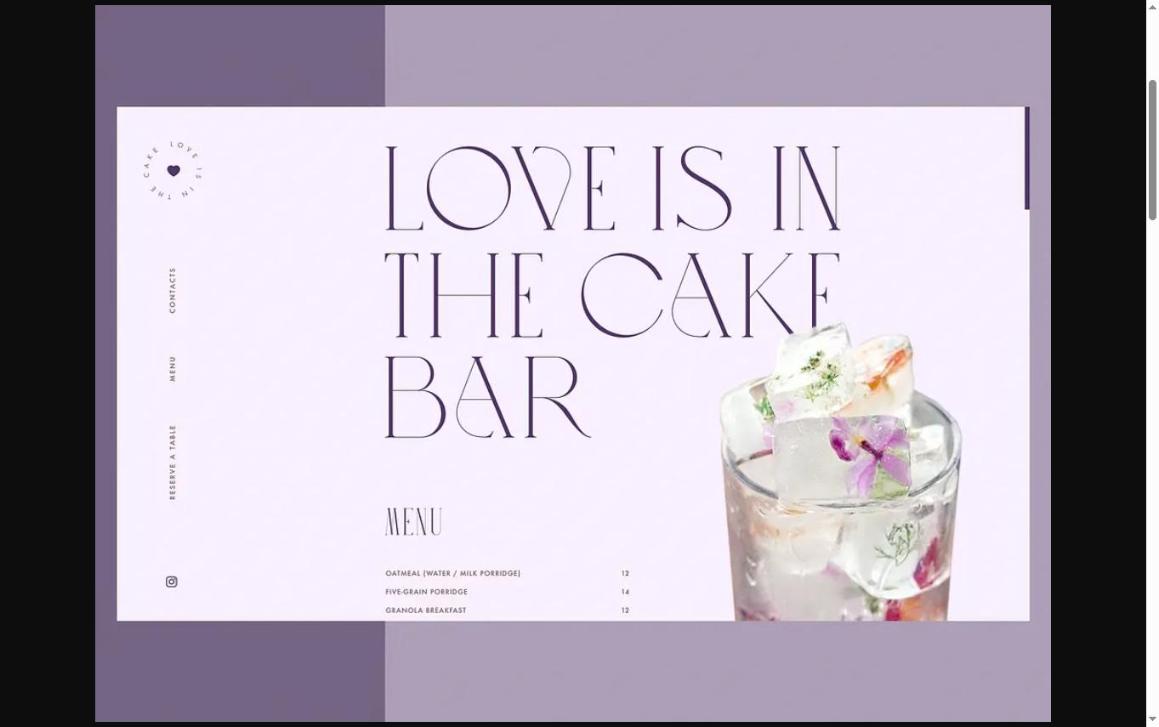 LOVE IS IN THE CAKE
LOVE IS IN
THE CAKE
BAR
CONTACTS
MENU
RESERVE A TABLE
MENU
OATMEAL (WATER / MILK PORRIDGE) 12
FIVE-GRAIN PORRIDGE 14
GRANOLA BREAKFAST 12